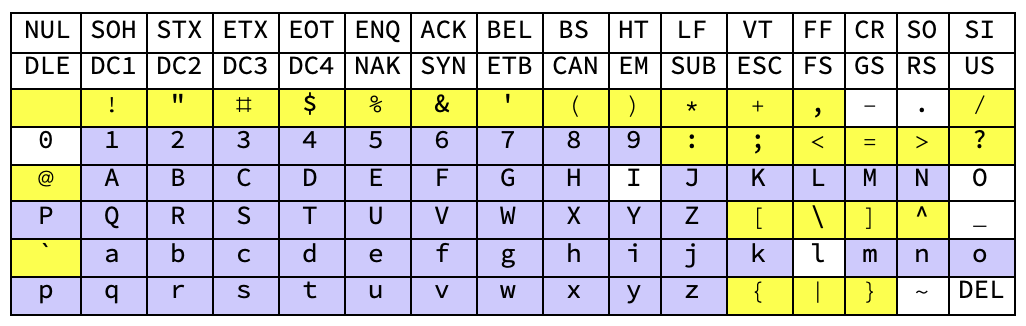 NUL SOH STX ETX EOT ENQ ACK BEL BS HT LF VT FF CR SO SI
DLE DC1 DC2 DC3 DC4 NAK SYN ETB CAN EM SUB ESC FS GS RS US
! " # $ % & ' ( ) * + , - . /
0 1 2 3 4 5 6 7 8 9 : ; < = > ?
@ A B C D E F G H I J K L M N O
P Q R S T U V W X Y Z [ \ ] ^ _
` a b c d e f g h i j k l m n o
p q r s t u v w x y z { | } ~ DEL